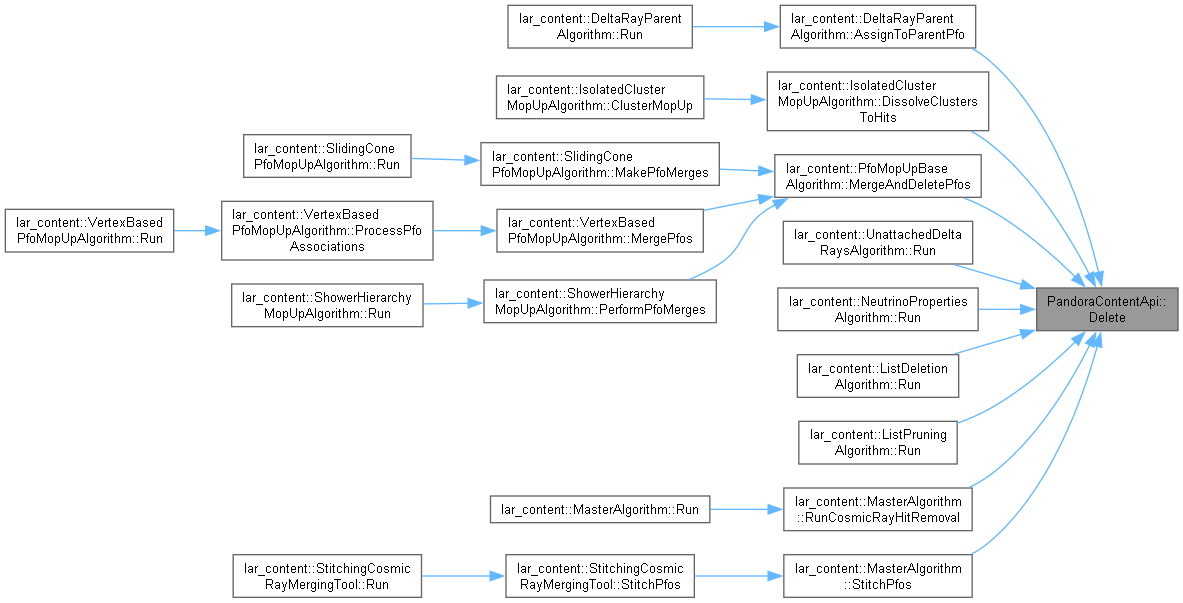 lar_content::DeltaRayParent
Algorithm::Run
lar_content::DeltaRayParent
Algorithm::AssignToParentPfo
lar_content::IsolatedCluster
MopUpAlgorithm::ClusterMopUp
lar_content::IsolatedCluster
MopUpAlgorithm::DissolveClusters
ToHits
lar_content::SlidingCone
PfoMopUpAlgorithm::Run
lar_content::SlidingCone
PfoMopUpAlgorithm::MakePfoMerges
lar_content::PfoMopUpBase
Algorithm::MergeAndDeletePfos
lar_content::VertexBased
PfoMopUpAlgorithm::Run
lar_content::VertexBased
PfoMopUpAlgorithm::ProcessPfo
Associations
lar_content::VertexBased
PfoMopUpAlgorithm::MergePfos
lar_content::UnattachedDelta
RaysAlgorithm::Run
lar_content::ShowerHierarchy
MopUpAlgorithm::Run
lar_content::ShowerHierarchy
MopUpAlgorithm::PerformPfoMerges
lar_content::NeutrinoProperties
Algorithm::Run
PandoraContentApi::
Delete
lar_content::ListDeletion
Algorithm::Run
lar_content::ListPruning
Algorithm::Run
lar_content::MasterAlgorithm::Run
lar_content::MasterAlgorithm
::RunCosmicRayHitRemoval
lar_content::StitchingCosmic
RayMergingTool::Run
lar_content::StitchingCosmic
RayMergingTool::StitchPfos
lar_content::MasterAlgorithm
::StitchPfos